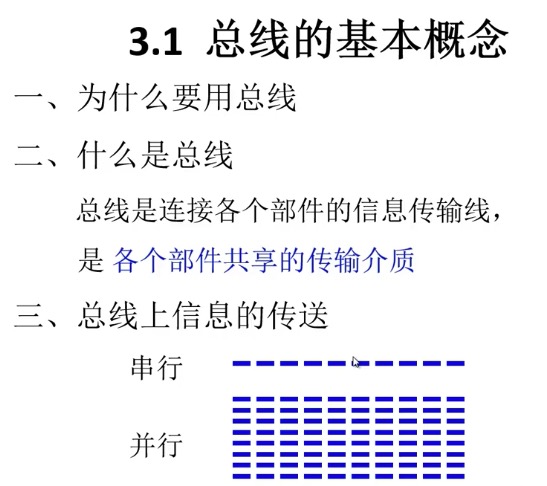 3.1 总线的基本概念
一、为什么要用总线
二、什么是总线
总线是连接各个部件的信息传输线，
是 各个部件共享的传输介质
三、总线上信息的传送
串行
并行